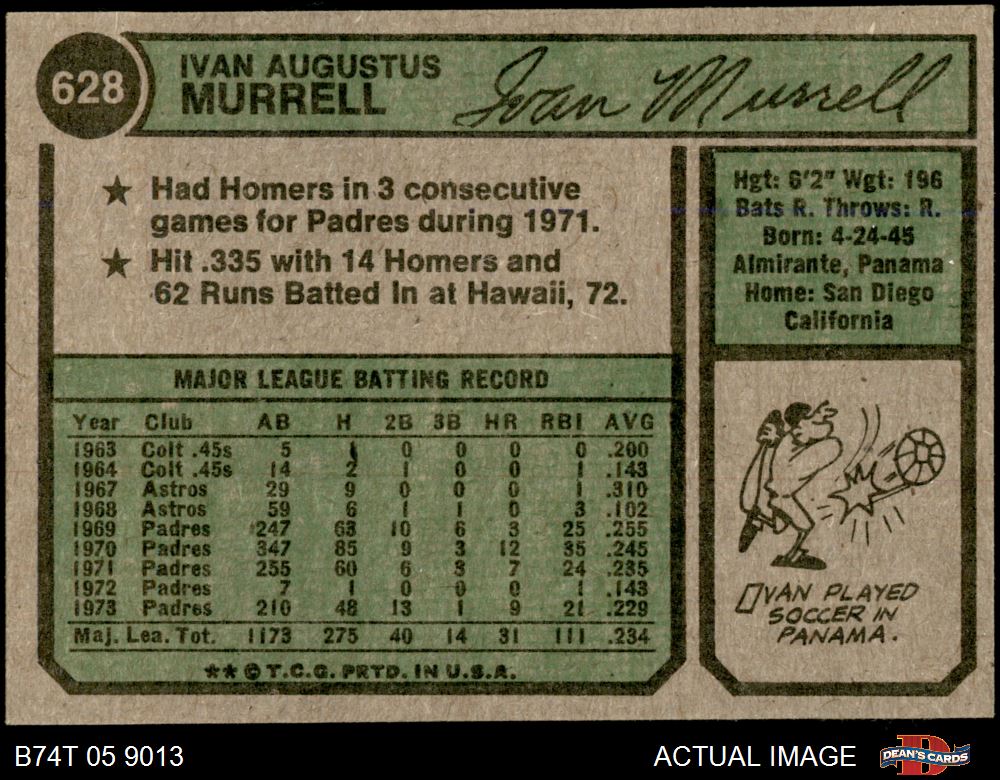 628
IVAN AUGUSTUS
MURRELL
Ivan Murrell
★ Had Homers in 3 consecutive
games for Padres during 1971.
★ Hit .335 with 14 Homers and
62 Runs Batted In at Hawaii, 72.
Hgt: 6'2" Wgt: 196
Bats R. Throws: R.
Born: 4-24-45
Almirante, Panama
Home: San Diego
California
MAJOR LEAGUE BATTING RECORD
Year Club AB H 2B 3B HR RBI AVG
1963 Colt .45s 5 1 0 0 0 0 .200
1964 Colt .45s 14 2 1 0 0 1 .143
1967 Astros 29 9 0 0 0 1 .310
1968 Astros 59 6 1 1 0 3 .102
1969 Padres 247 63 10 6 3 25 .255
1970 Padres 347 85 9 3 12 35 .245
1971 Padres 255 60 6 3 7 24 .235
1972 Padres 7 1 0 0 0 1 .143
1973 Padres 210 48 13 1 9 21 .229
Maj. Lea. Tot. 1173 275 40 14 31 111 .234
** © T.C.G. PRTD. IN U.S.A.
IVAN PLAYED
SOCCER IN
PANAMA.
B74T 05 9013
ACTUAL IMAGE
DEAN'S CARDS